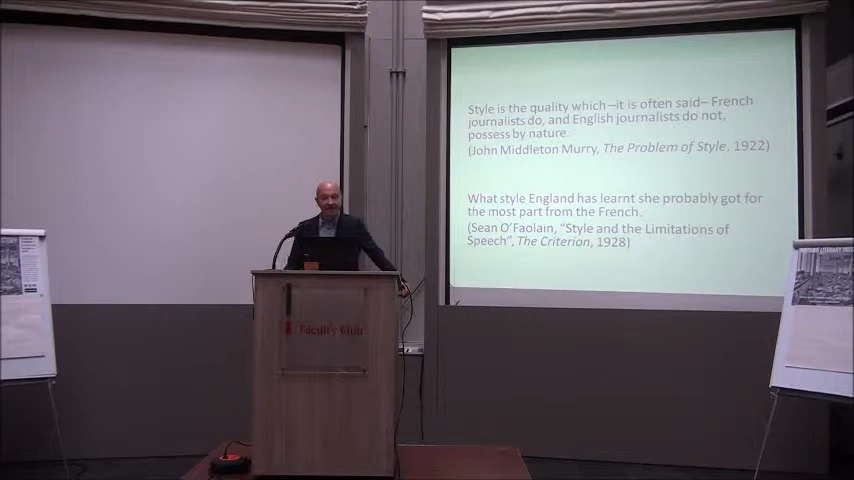 Style is the quality which –it is often said– French
journalists do, and English journalists do not,
possess by nature.
(John Middleton Murry, The Problem of Style, 1922)
What style England has learnt she probably got for
the most part from the French.
(Sean O'Faolain, "Style and the Limitations of
Speech", The Criterion, 1928)
Faculty Club